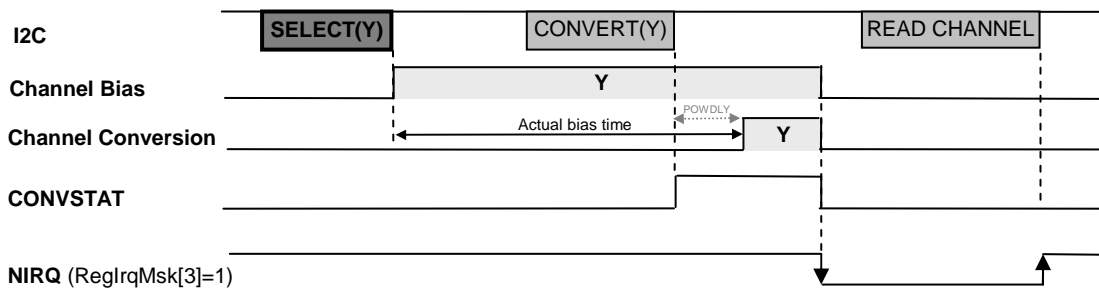 I2C SELECT(Y) CONVERT(Y) READ CHANNEL
Channel Bias Y
POWDLY
Channel Conversion Actual bias time Y
CONVSTAT
NIRQ (RegIrqMsk[3]=1)